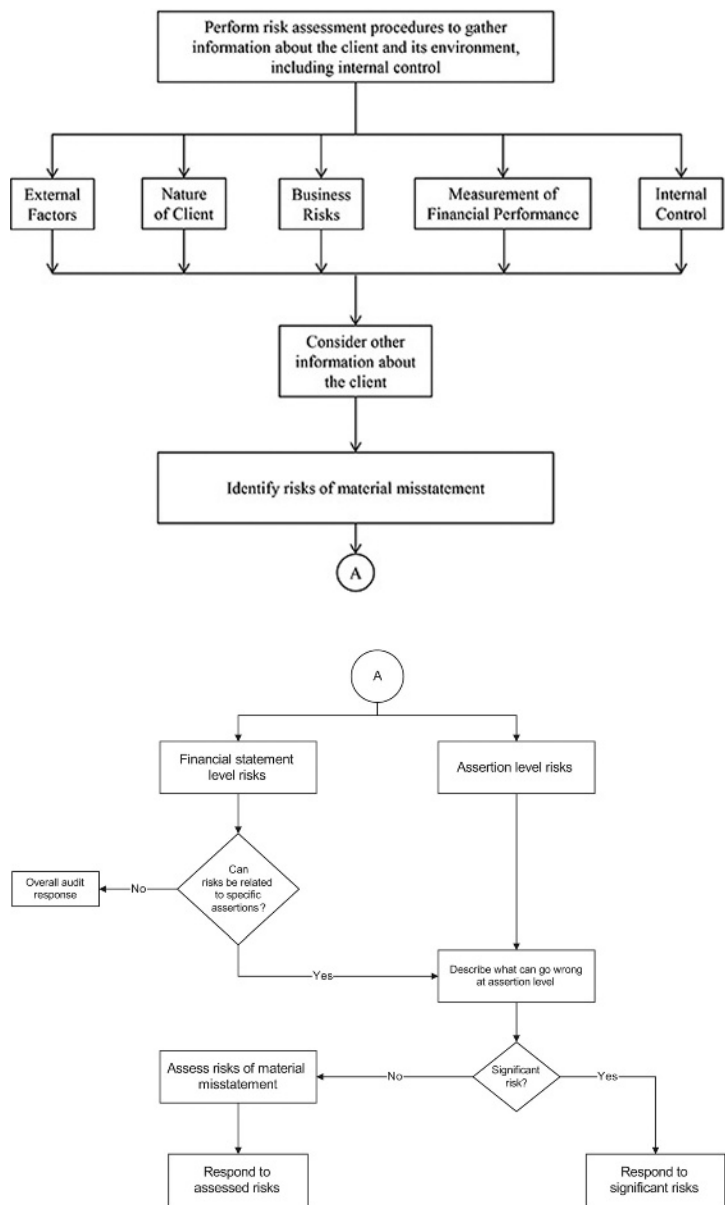 Perform risk assessment procedures to gather
information about the client and its environment,
including internal control
External
Factors
Nature
of Client
Business
Risks
Measurement of
Financial Performance
Internal
Control
Consider other
information about
the client
Identify risks of material misstatement
A
A
Financial statement
level risks
Assertion level risks
Can
risks be related
to specific
assertions?
Overall audit
response
No
Yes
Describe what can go wrong
at assertion level
Significant
risk?
Assess risks of material
misstatement
No
Yes
Respond to
assessed risks
Respond to
significant risks